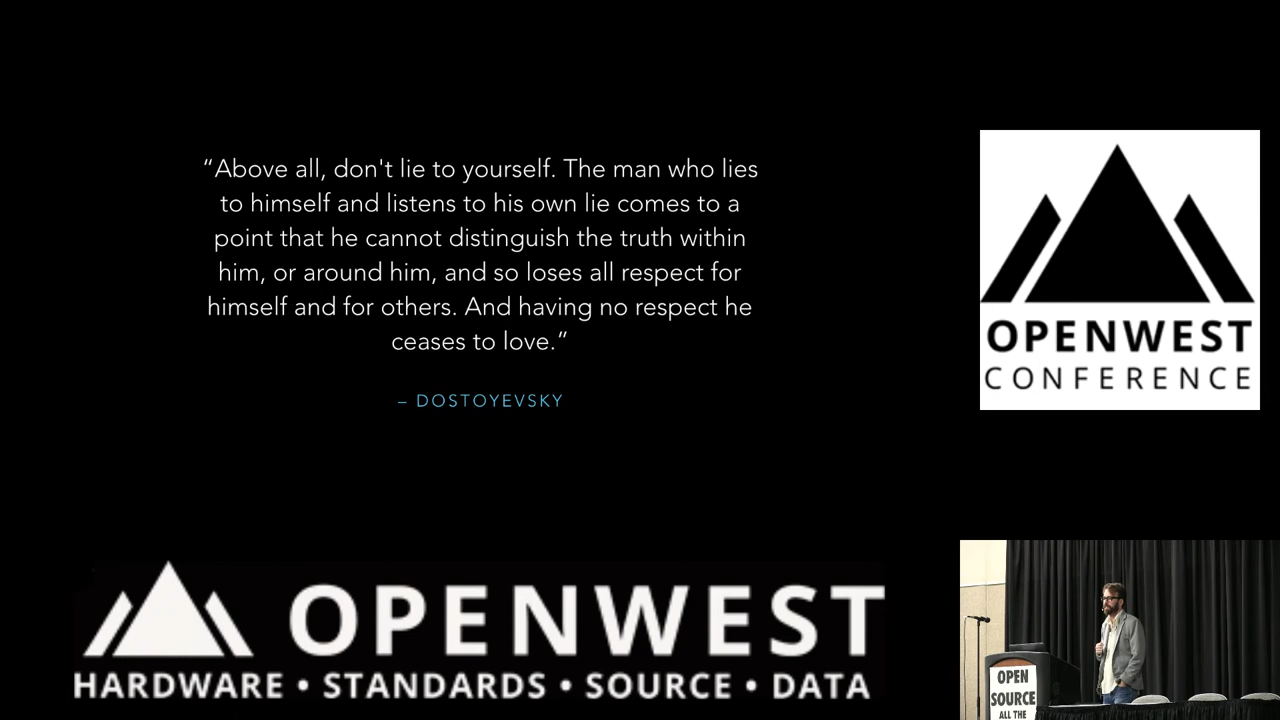 “Above all, don't lie to yourself. The man who lies
to himself and listens to his own lie comes to a
point that he cannot distinguish the truth within
him, or around him, and so loses all respect for
himself and for others. And having no respect he
ceases to love.”
– DOSTOYEVSKY
OPENWEST
CONFERENCE
OPENWEST
HARDWARE • STANDARDS • SOURCE • DATA
OPEN
SOURCE
ALL THE